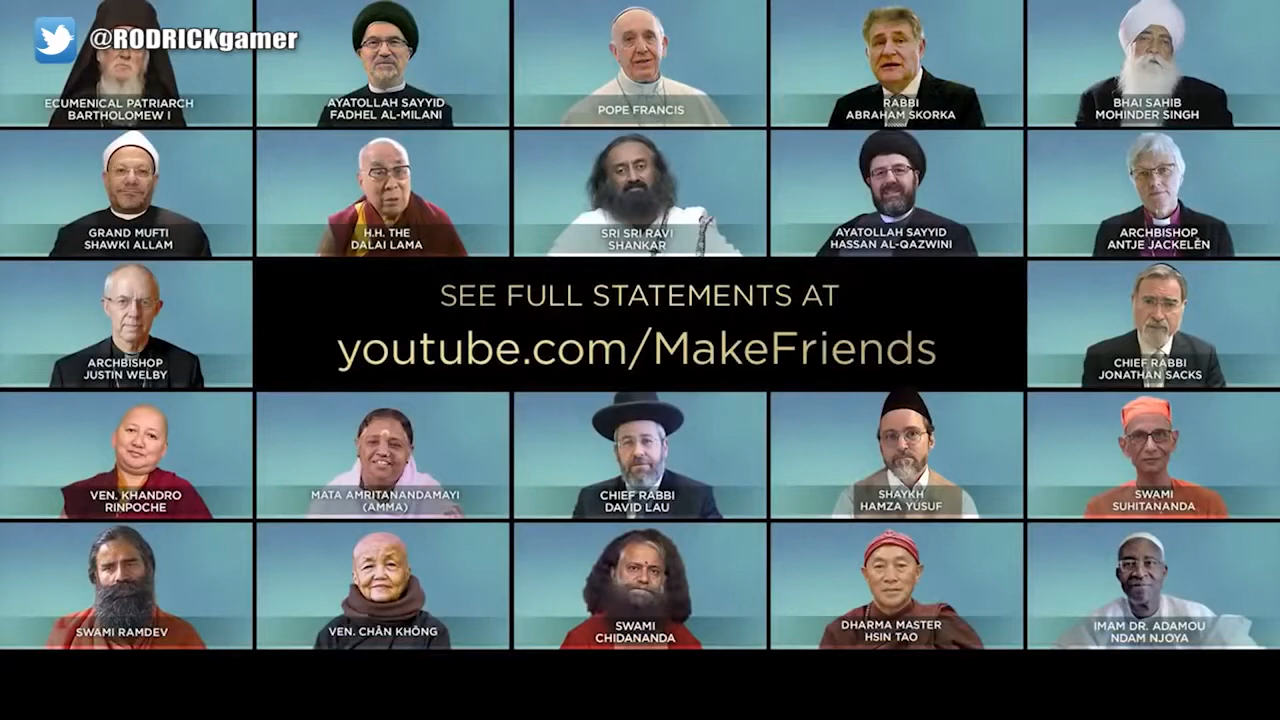 @RODRICKgamer
ECUMENICAL PATRIARCH
BARTHOLOMEW I
AYATOLLAH SAYYID
FADHEL AL-MILANI
POPE FRANCIS
RABBI
ABRAHAM SKORKA
BHAI SAHIB
MOHINDER SINGH
GRAND MUFTI
SHAWKI ALLAM
H.H. THE
DALAI LAMA
SRI SRI RAVI
SHANKAR
AYATOLLAH SAYYID
HASSAN AL-QAZWINI
ARCHBISHOP
ANTJE JACKELÈN
ARCHBISHOP
JUSTIN WELBY
SEE FULL STATEMENTS AT
youtube.com/MakeFriends
CHIEF RABBI
JONATHAN SACKS
VEN. KHANDRO
RINPOCHE
MATA AMRITANANDAMAYI
(AMMA)
CHIEF RABBI
DAVID LAU
SHAYKH
HAMZA YUSUF
SWAMI
SUHITANANDA
SWAMI RAMDEV
VEN. CHÂN KHÔNG
SWAMI
CHIDANANDA
DHARMA MASTER
HSIN TAO
IMAM DR. ADAMOU
NDAM NJOYA